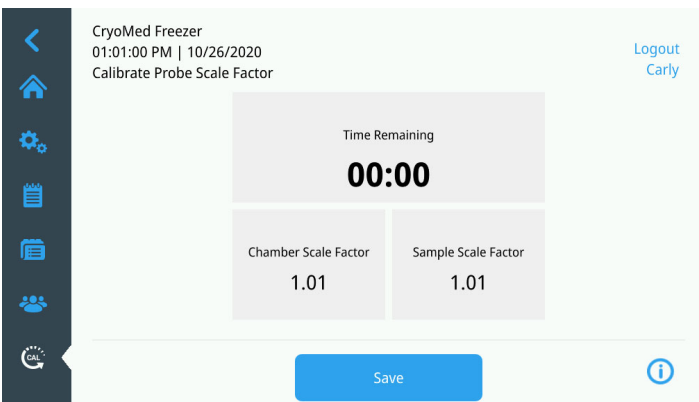 CryoMed Freezer
01:01:00 PM | 10/26/2020
Calibrate Probe Scale Factor
Logout
Carly
Time Remaining
00:00
Chamber Scale Factor
1.01
Sample Scale Factor
1.01
CAL
Save